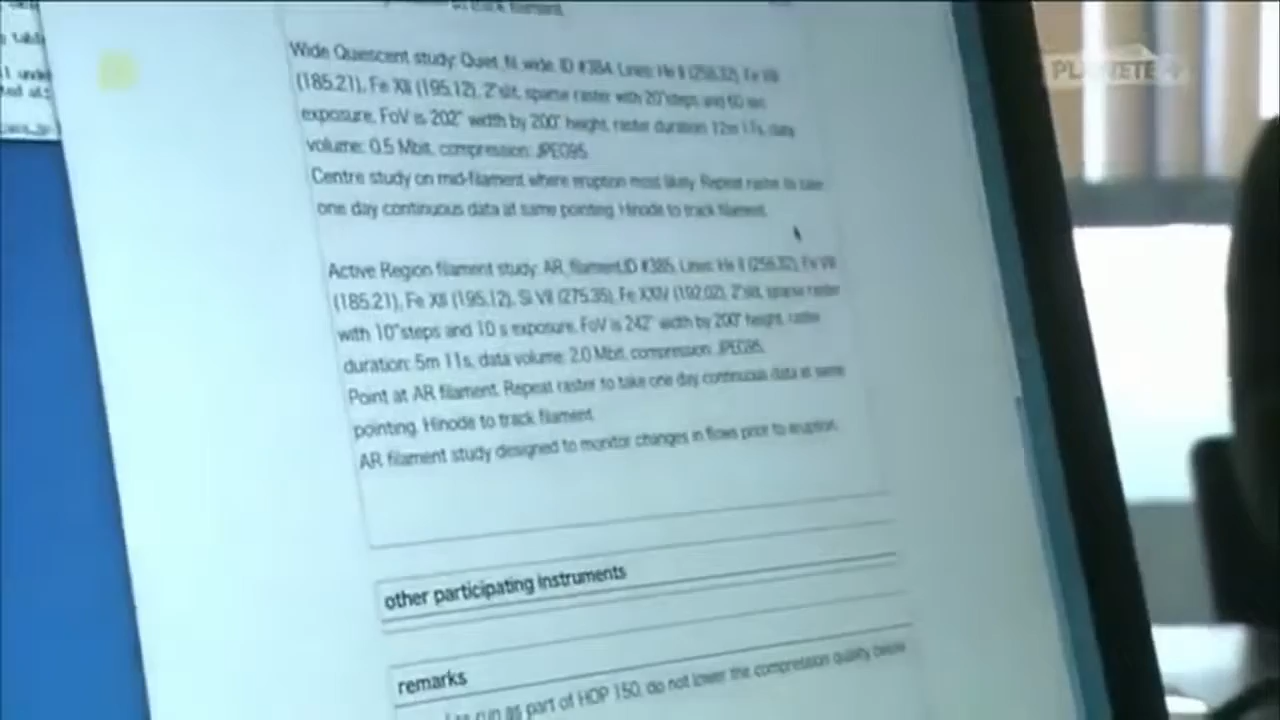 to track filament.
Wide Quescent study: Quiet_fil_wide. ID #384. Lines: He II (256.32), Fe VIII
(185.21), Fe XII (195.12). 2"slit, sparse raster with 20"steps and 60 sec
exposure, FoV is 202" width by 200" height, raster duration: 12m 17s, data
volume: 0.5 Mbit, compression: JPEG95.
Centre study on mid-filament where eruption most likely. Repeat raster to take
one day continuous data at same pointing. Hinode to track filament.
Active Region filament study: AR_filament.ID #385. Lines: He II (256.32), Fe VIII
(185.21), Fe XII (195.12), Si VII (275.35), Fe XXIV (192.02). 2"slit, sparse raster
with 10"steps and 10 s exposure, FoV is 242" width by 200" height, raster
duration: 5m 11s, data volume: 2.0 Mbit, compression: JPEG95.
Point at AR filament. Repeat raster to take one day continuous data at same
pointing. Hinode to track filament.
AR filament study designed to monitor changes in flows prior to eruption.
other participating instruments
remarks
run as part of HOP 150, do not lower the compression quality below
PLANETE